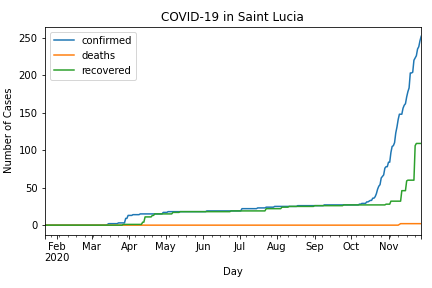 COVID-19 in Saint Lucia
confirmed
deaths
recovered
Number of Cases
250
200
150
100
50
0
Feb Mar Apr May Jun Jul Aug Sep Oct Nov
2020
Day